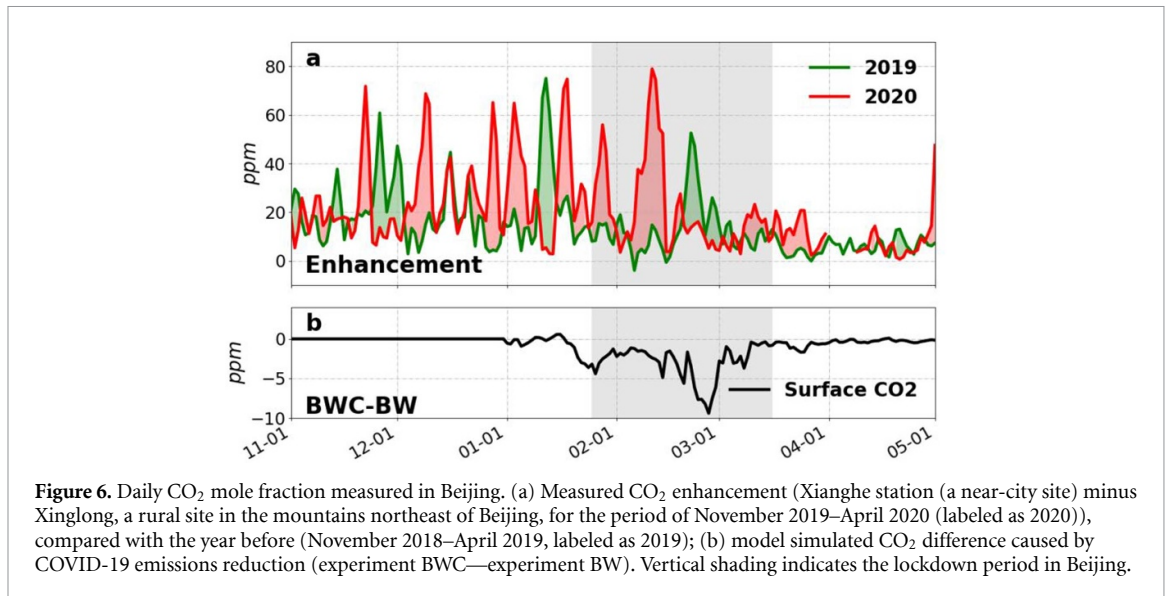 a
2019
2020
80
60
40
20
0
ppm
Enhancement
b
0
−5
−10
ppm
BWC-BW
Surface CO2
11-01
12-01
01-01
02-01
03-01
04-01
05-01
Figure 6. Daily CO₂ mole fraction measured in Beijing. (a) Measured CO₂ enhancement (Xianghe station (a near-city site) minus
Xinglong, a rural site in the mountains northeast of Beijing, for the period of November 2019–April 2020 (labeled as 2020)),
compared with the year before (November 2018–April 2019, labeled as 2019); (b) model simulated CO₂ difference caused by
COVID-19 emissions reduction (experiment BWC—experiment BW). Vertical shading indicates the lockdown period in Beijing.